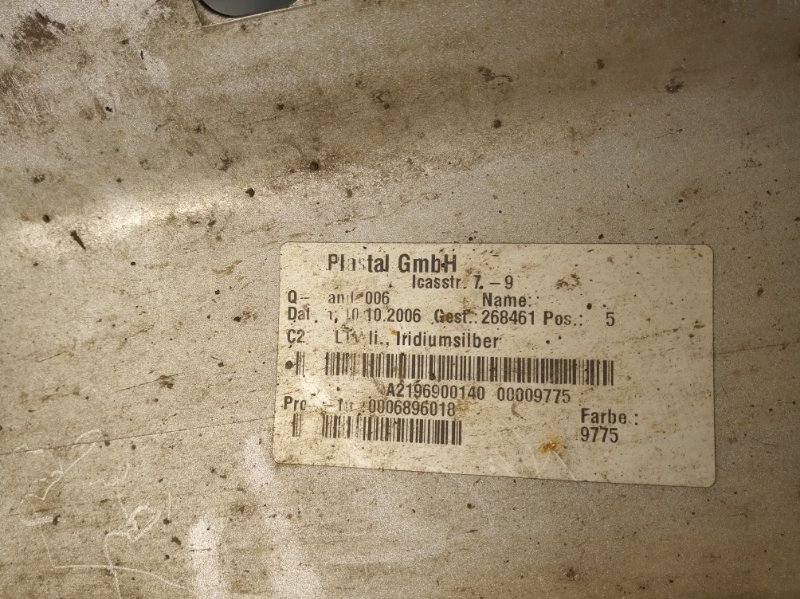 Plastal GmbH
Icasstr. 7. -9
Name:
10.10.2006 Gest.: 268461 Pos.: 5
Iridiumsilber
A2196900140 00009775
0006896018 Farbe:
9775